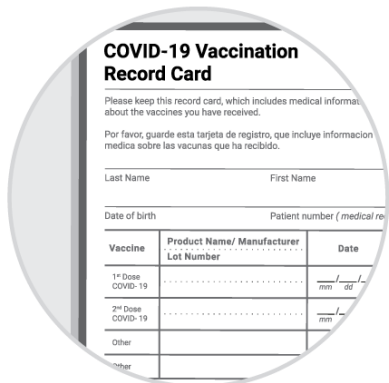 COVID-19 Vaccination
Record Card
Please keep this record card, which includes medical
about the vaccines you have received.
Por favor, guarde esta tarjeta de registro, que incluye informacion
medica sobre las vacunas que ha recibido.
Last Name First Name
Date of birth Patient number ( medical
Vaccine Product Name/ Manufacturer Date
Lot Number
1st Dose
COVID- 19
mm / dd /
2nd Dose
COVID- 19
mm /
Other
Other